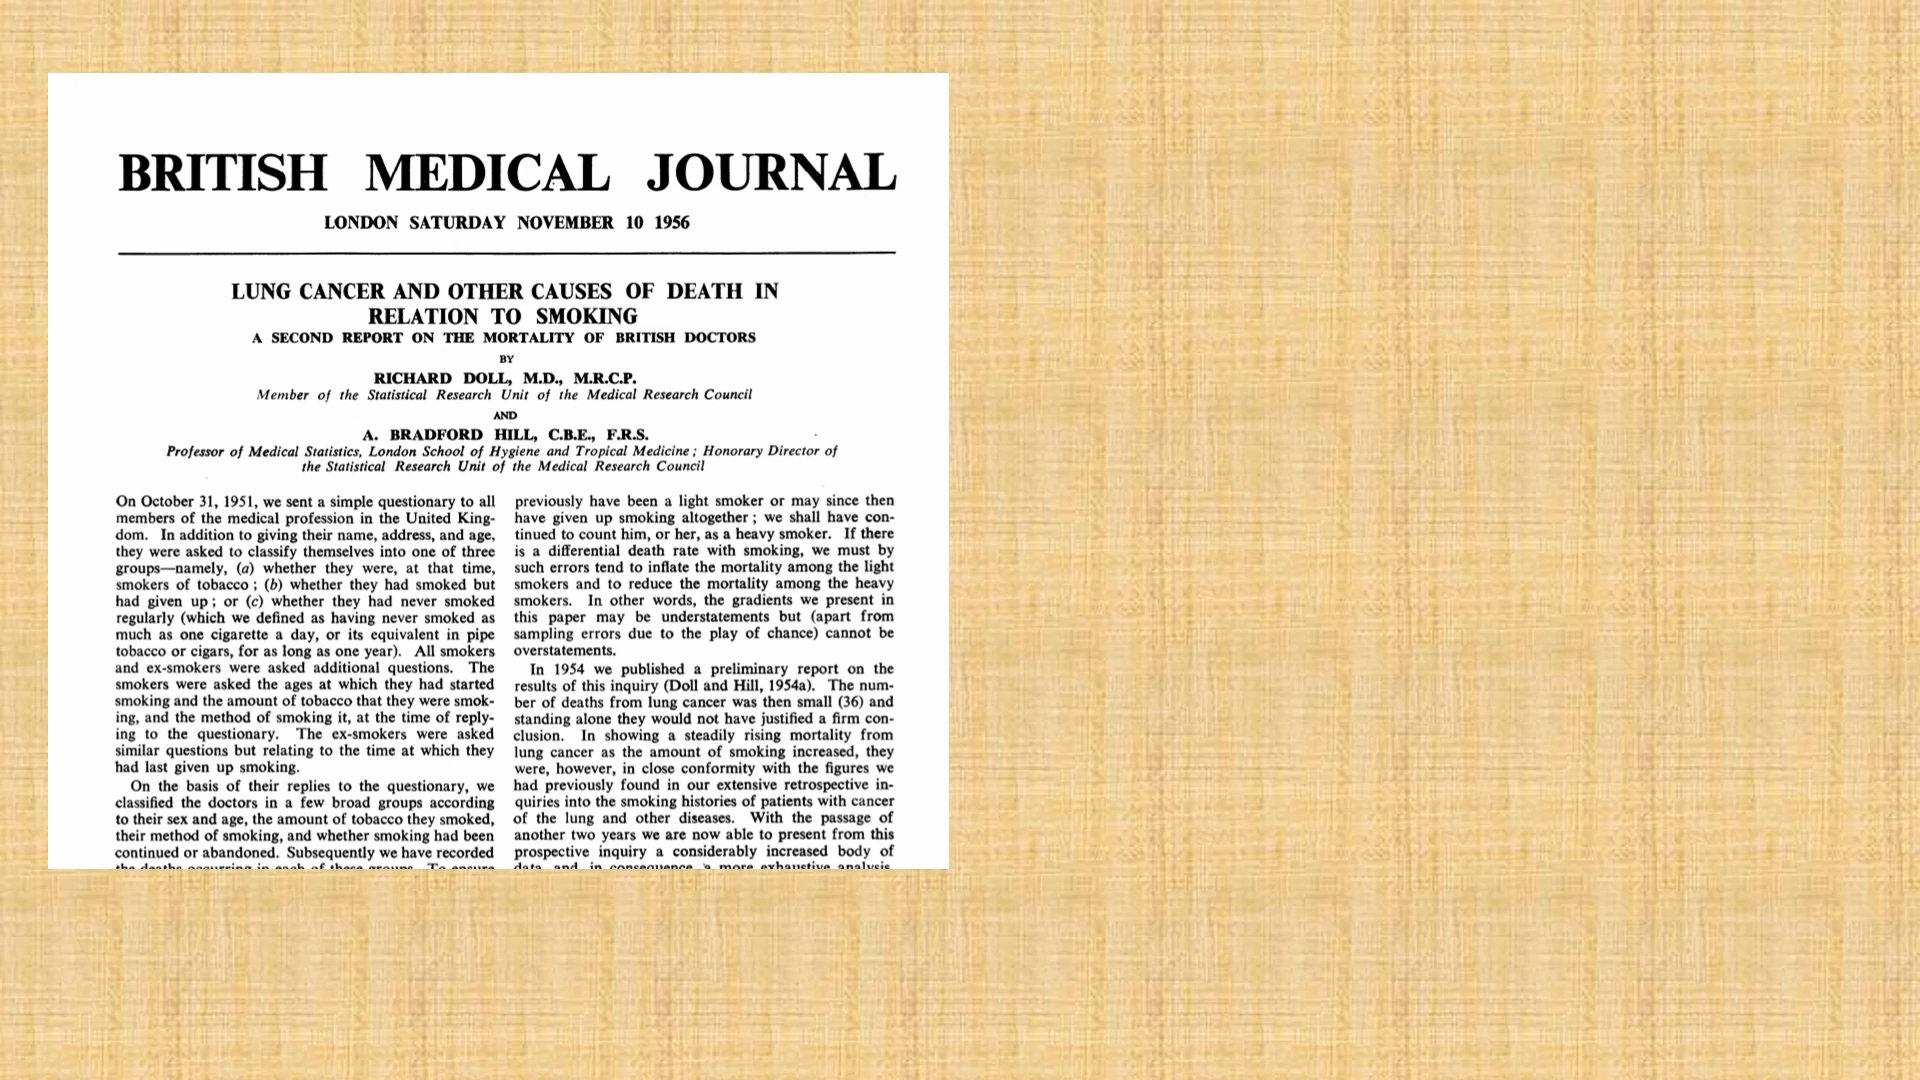 BRITISH MEDICAL JOURNAL
LONDON SATURDAY NOVEMBER 10 1956
LUNG CANCER AND OTHER CAUSES OF DEATH IN
RELATION TO SMOKING
A SECOND REPORT ON THE MORTALITY OF BRITISH DOCTORS
BY
RICHARD DOLL, M.D., M.R.C.P.
Member of the Statistical Research Unit of the Medical Research Council
AND
A. BRADFORD HILL, C.B.E., F.R.S.
Professor of Medical Statistics, London School of Hygiene and Tropical Medicine; Honorary Director of
the Statistical Research Unit of the Medical Research Council
On October 31, 1951, we sent a simple questionary to all
members of the medical profession in the United King-
dom. In addition to giving their name, address, and age,
they were asked to classify themselves into one of three
groups—namely, (a) whether they were, at that time,
smokers of tobacco; (b) whether they had smoked but
had given up; or (c) whether they had never smoked
regularly (which we defined as having never smoked as
much as one cigarette a day, or its equivalent in pipe
tobacco or cigars, for as long as one year). All smokers
and ex-smokers were asked additional questions. The
smokers were asked the ages at which they had started
smoking and the amount of tobacco that they were smok-
ing, and the method of smoking it, at the time of reply-
ing to the questionary. The ex-smokers were asked
similar questions but relating to the time at which they
had last given up smoking.
On the basis of their replies to the questionary, we
classified the doctors in a few broad groups according
to their sex and age, the amount of tobacco they smoked,
their method of smoking, and whether smoking had been
continued or abandoned. Subsequently we have recorded
the deaths occurring in each of these groups. To ensure
previously have been a light smoker or may since then
have given up smoking altogether; we shall have con-
tinued to count him, or her, as a heavy smoker. If there
is a differential death rate with smoking, we must by
such errors tend to inflate the mortality among the light
smokers and to reduce the mortality among the heavy
smokers. In other words, the gradients we present in
this paper may be understatements but (apart from
sampling errors due to the play of chance) cannot be
overstatements.
In 1954 we published a preliminary report on the
results of this inquiry (Doll and Hill, 1954a). The num-
ber of deaths from lung cancer was then small (36) and
standing alone they would not have justified a firm con-
clusion. In showing a steadily rising mortality from
lung cancer as the amount of smoking increased, they
were, however, in close conformity with the figures we
had previously found in our extensive retrospective in-
quiries into the smoking histories of patients with cancer
of the lung and other diseases. With the passage of
another two years we are now able to present from this
prospective inquiry a considerably increased body of
data, and, in consequence, a more exhaustive analysis.